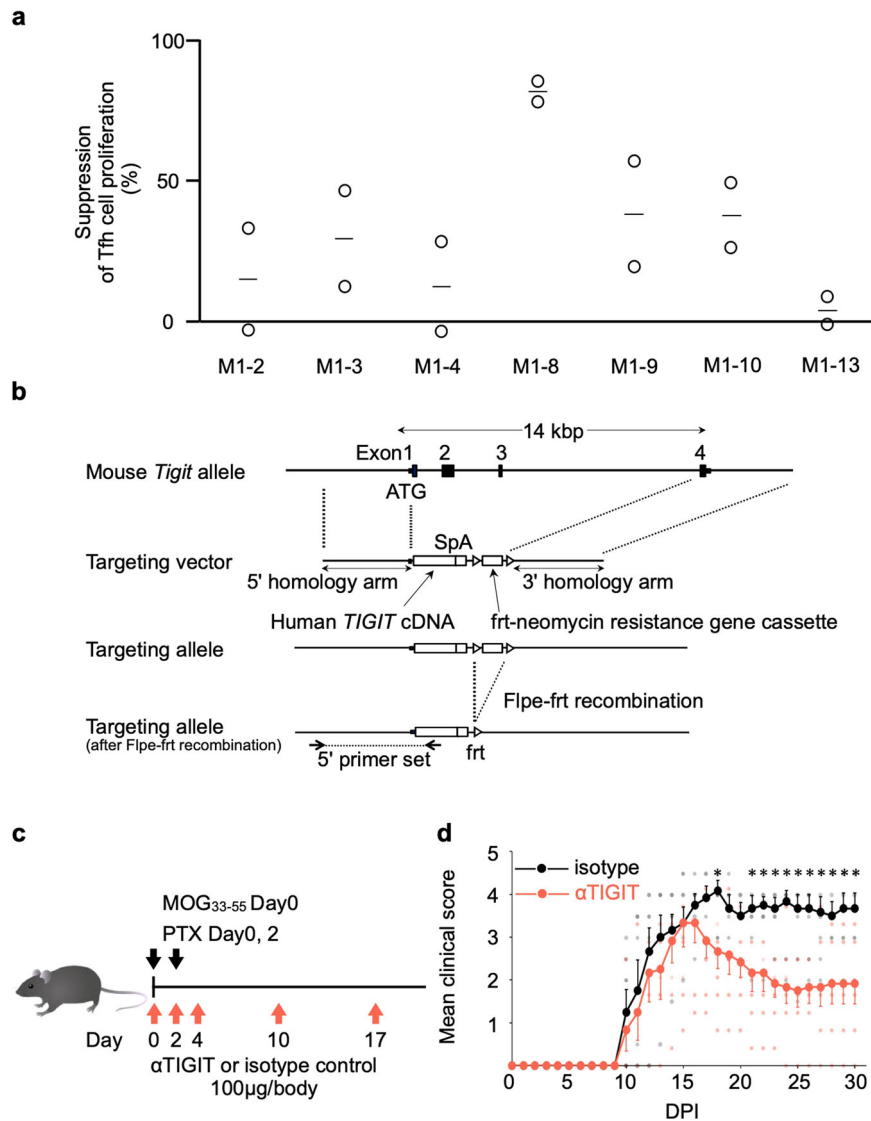 a
100
50
0
Suppression
of Tfh cell proliferation
(%)
M1-2 M1-3 M1-4 M1-8 M1-9 M1-10 M1-13
b
14 kbp
Exon1 2 3 4
Mouse Tigit allele
ATG
SpA
Targeting vector
5' homology arm 3' homology arm
Human TIGIT cDNA frt-neomycin resistance gene cassette
Targeting allele
Flpe-frt recombination
Targeting allele
(after Flpe-frt recombination)
frt
5' primer set
c
MOG33-55 Day0
PTX Day0, 2
Day 0 2 4 10 17
αTIGIT or isotype control
100μg/body
d
5
4
3
2
1
Mean clinical score
isotype
αTIGIT
* ***********
0 5 10 15 20 25 30
DPI